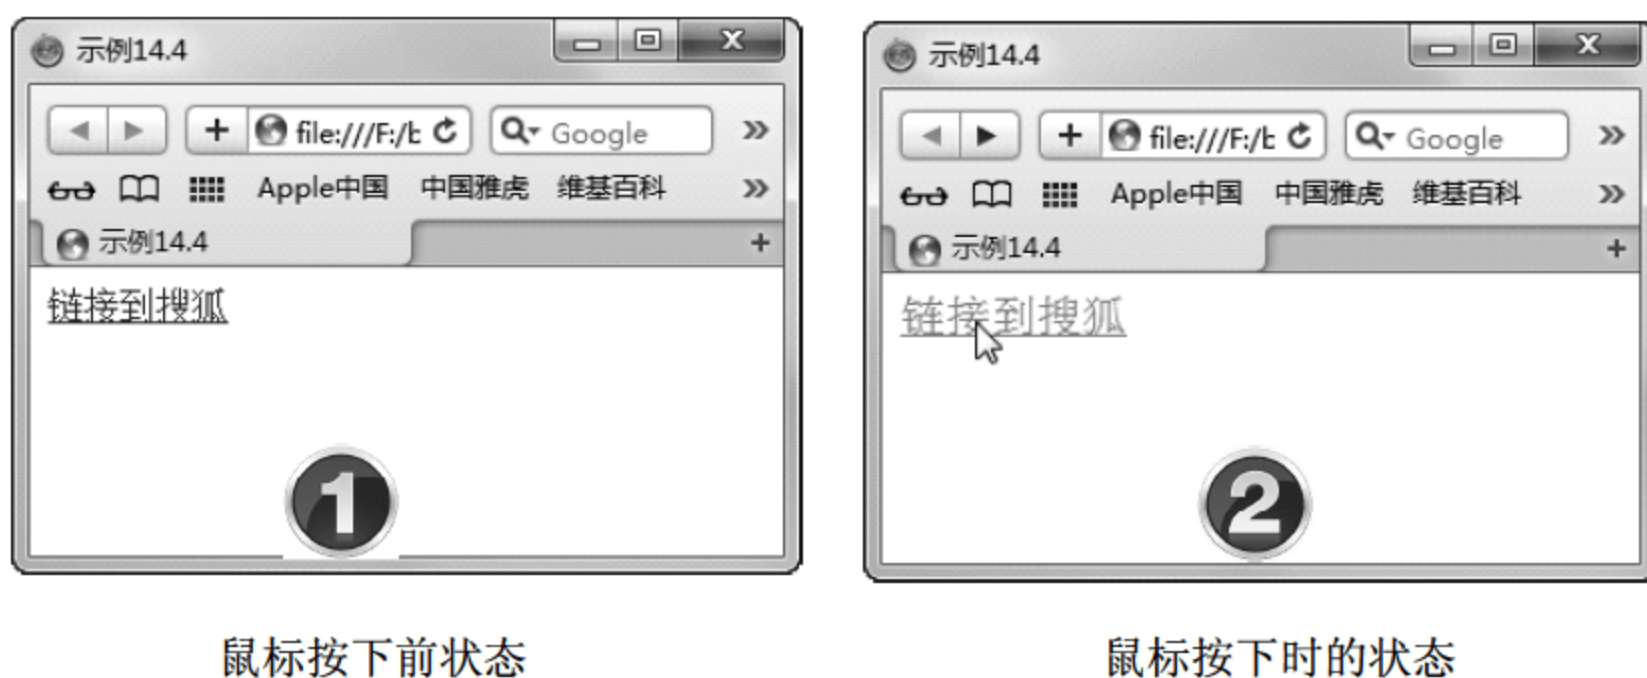 示例14.4
file:///F:/b
Google
Apple中国 中国雅虎 维基百科
示例14.4
链接到搜狐
1
鼠标按下前状态
示例14.4
file:///F:/b
Google
Apple中国 中国雅虎 维基百科
示例14.4
链接到搜狐
2
鼠标按下时的状态